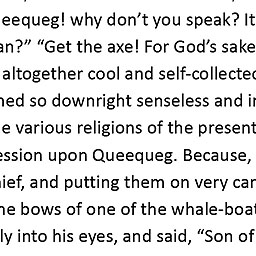 eequeg! why don’t you speak? It
an?” “Get the axe! For God’s sake
altogether cool and self-collected
ned so downright senseless and in
e various religions of the present
ession upon Queequeg. Because,
ief, and putting them on very car
he bows of one of the whale-boat
ly into his eyes, and said, “Son of